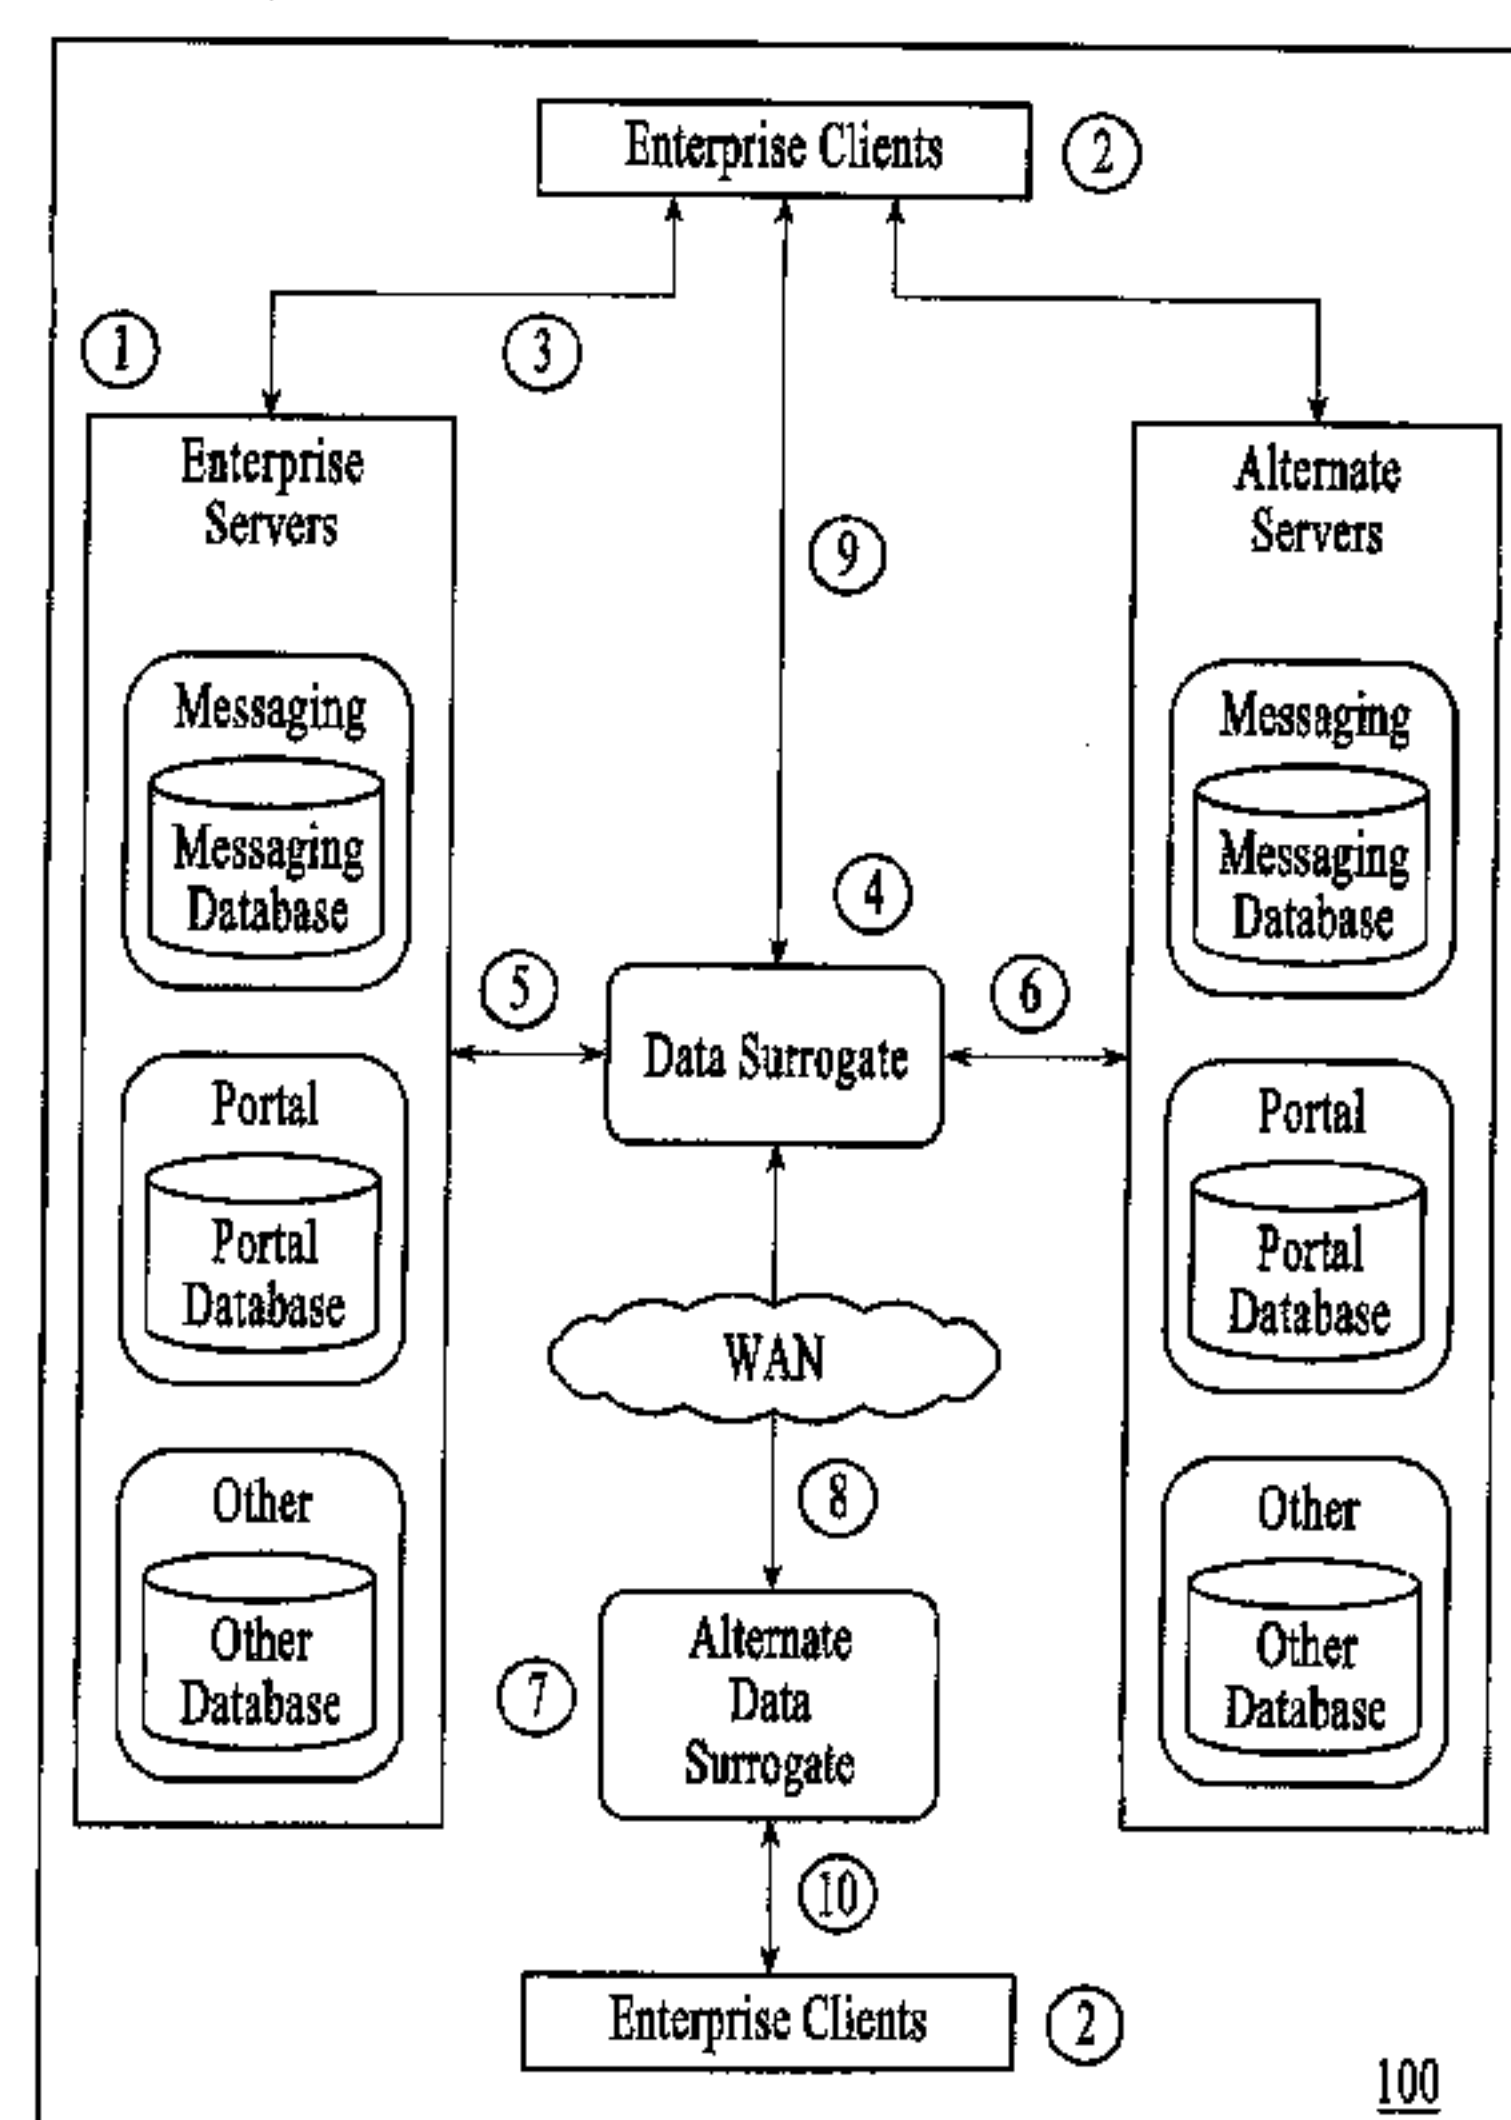 Enterprise Clients
2
1
3
Enterprise
Servers
Alternate
Servers
9
Messaging
Messaging
Database
Messaging
Messaging
Database
4
5
6
Data Surrogate
Portal
Portal
Database
Portal
Portal
Database
WAN
8
Other
Other
Database
Other
Other
Database
7
Alternate
Data
Surrogate
10
Enterprise Clients
2
100